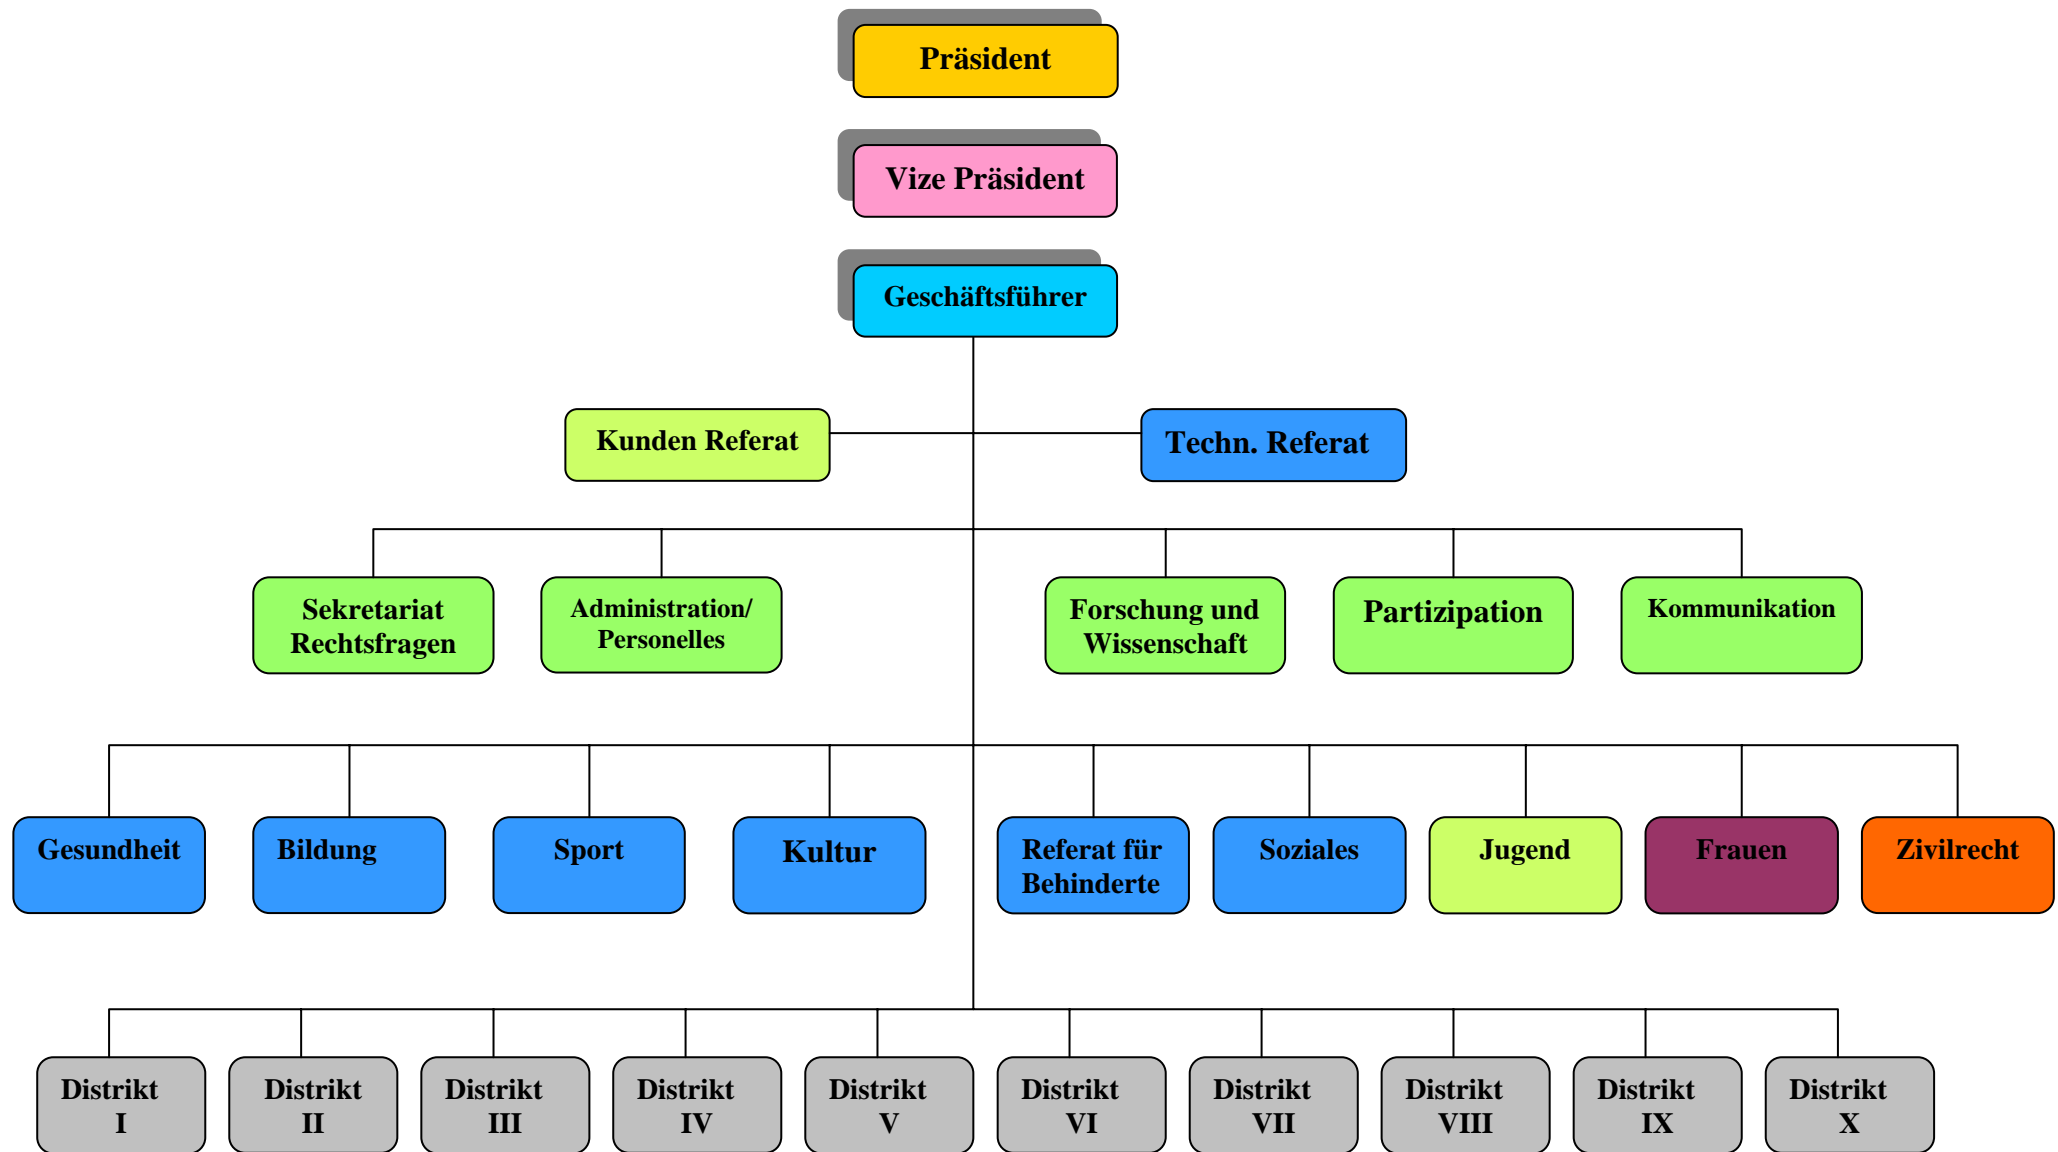 Präsident
Vize Präsident
Geschäftsführer
Kunden Referat
Techn. Referat
Sekretariat
Rechtsfragen
Administration/
Personelles
Forschung und
Wissenschaft
Partizipation
Kommunikation
Gesundheit
Bildung
Sport
Kultur
Referat für
Behinderte
Soziales
Jugend
Frauen
Zivilrecht
Distrikt
I
Distrikt
II
Distrikt
III
Distrikt
IV
Distrikt
V
Distrikt
VI
Distrikt
VII
Distrikt
VIII
Distrikt
IX
Distrikt
X